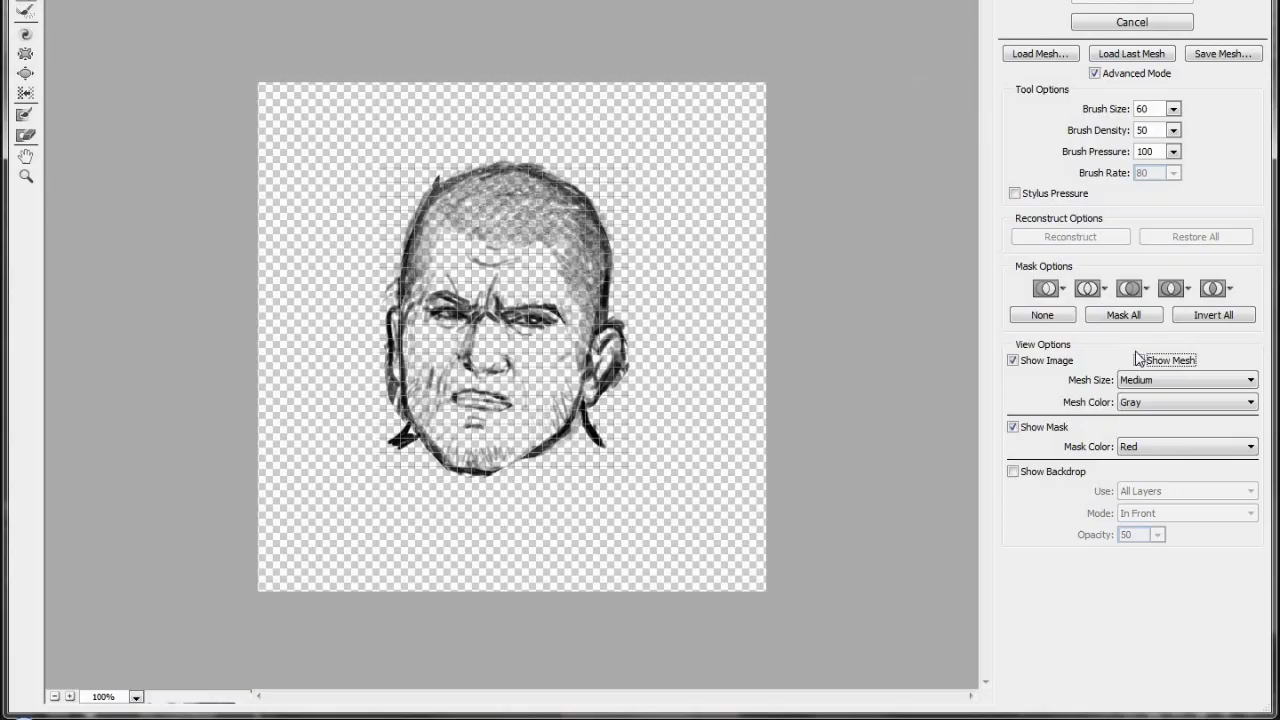 Cancel
Load Mesh... Load Last Mesh Save Mesh...
Advanced Mode
Tool Options
Brush Size: 60
Brush Density: 50
Brush Pressure: 100
Brush Rate: 80
Stylus Pressure
Reconstruct Options
Reconstruct Restore All
Mask Options
None Mask All Invert All
View Options
Show Image Show Mesh
Mesh Size: Medium
Mesh Color: Gray
Show Mask
Mask Color: Red
Show Backdrop
Use: All Layers
Mode: In Front
Opacity: 50
100%